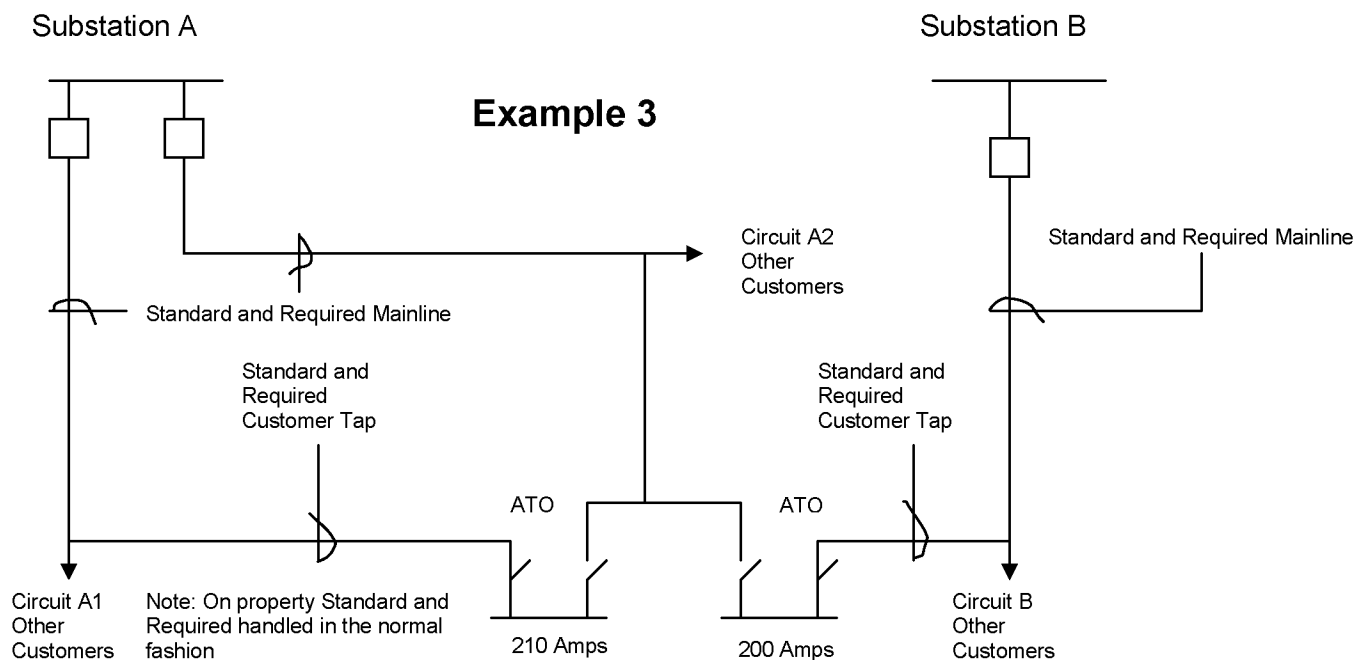 Substation A
Substation B
Example 3
Circuit A2
Other
Customers
Standard and Required Mainline
Standard and Required Mainline
Standard and
Required
Customer Tap
Standard and
Required
Customer Tap
ATO
ATO
Circuit A1
Other
Customers
Note: On property Standard and
Required handled in the normal
fashion
210 Amps
200 Amps
Circuit B
Other
Customers